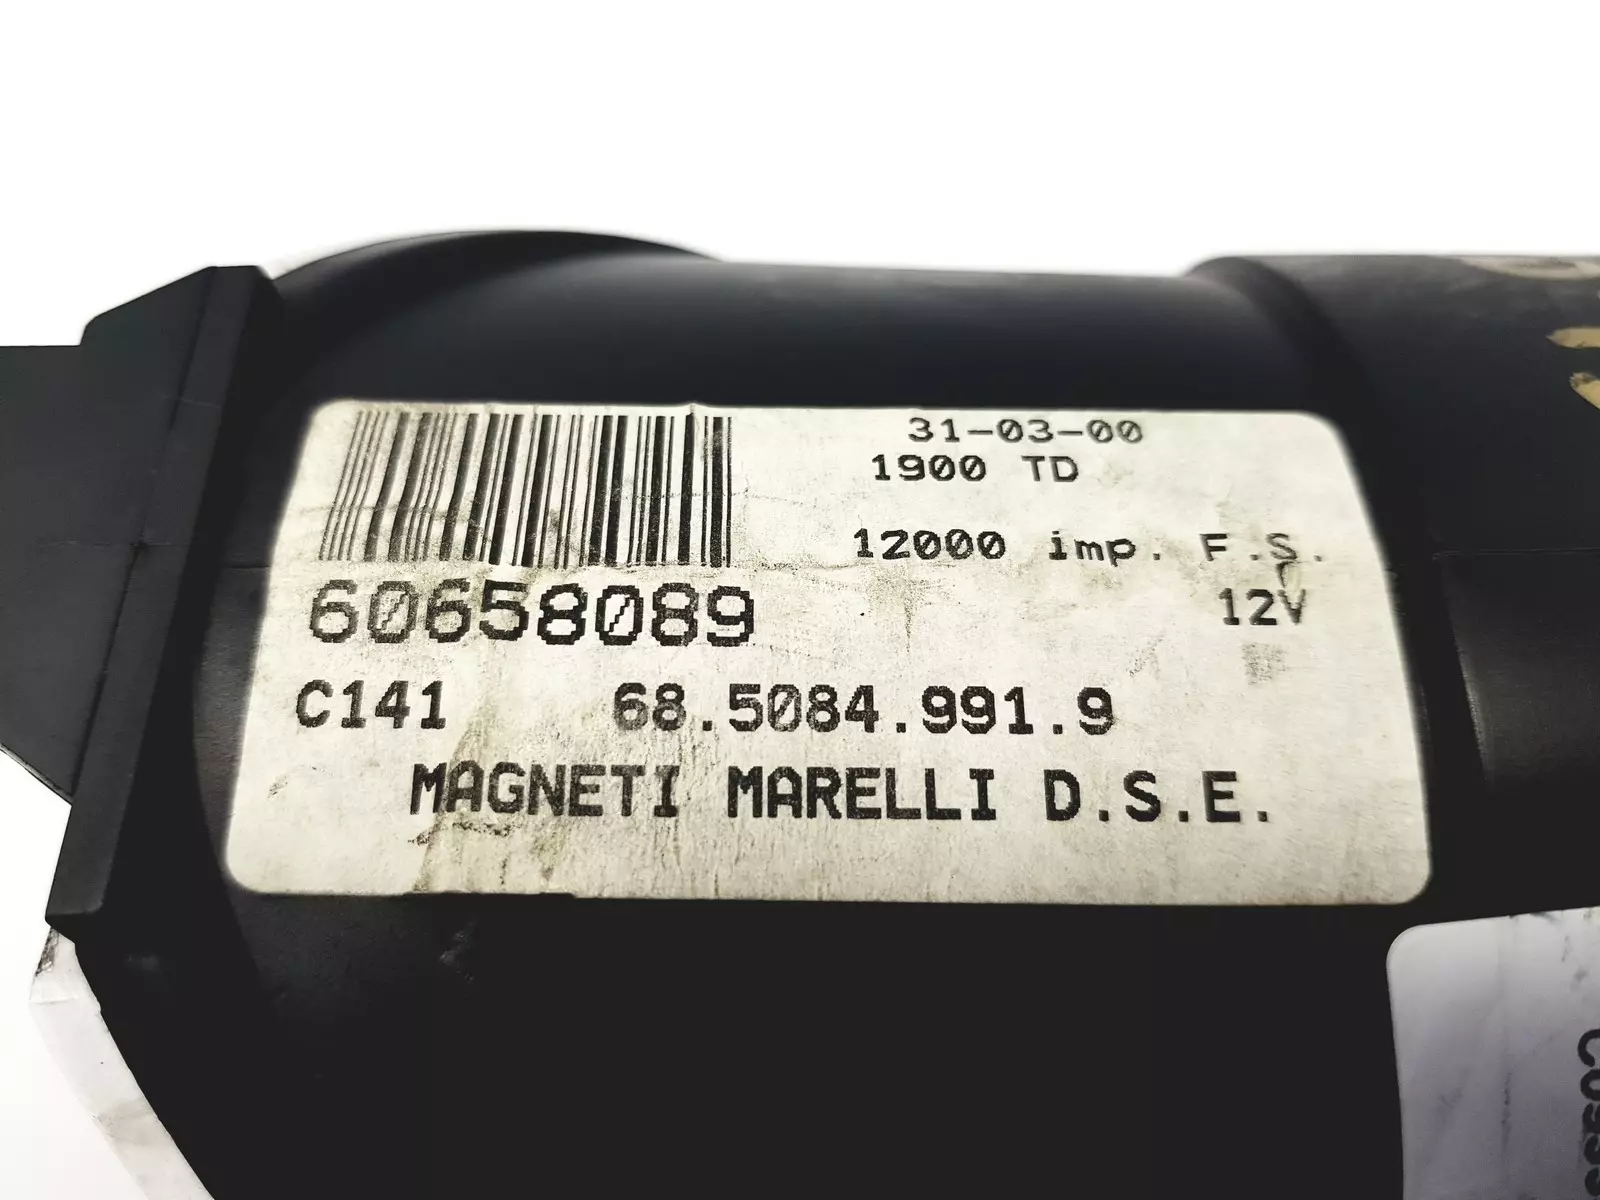 31-03-00
1900 TD
12000 imp. F.S.
60658089
12V
C141 68.5084.991.9
MAGNETI MARELLI D.S.E.